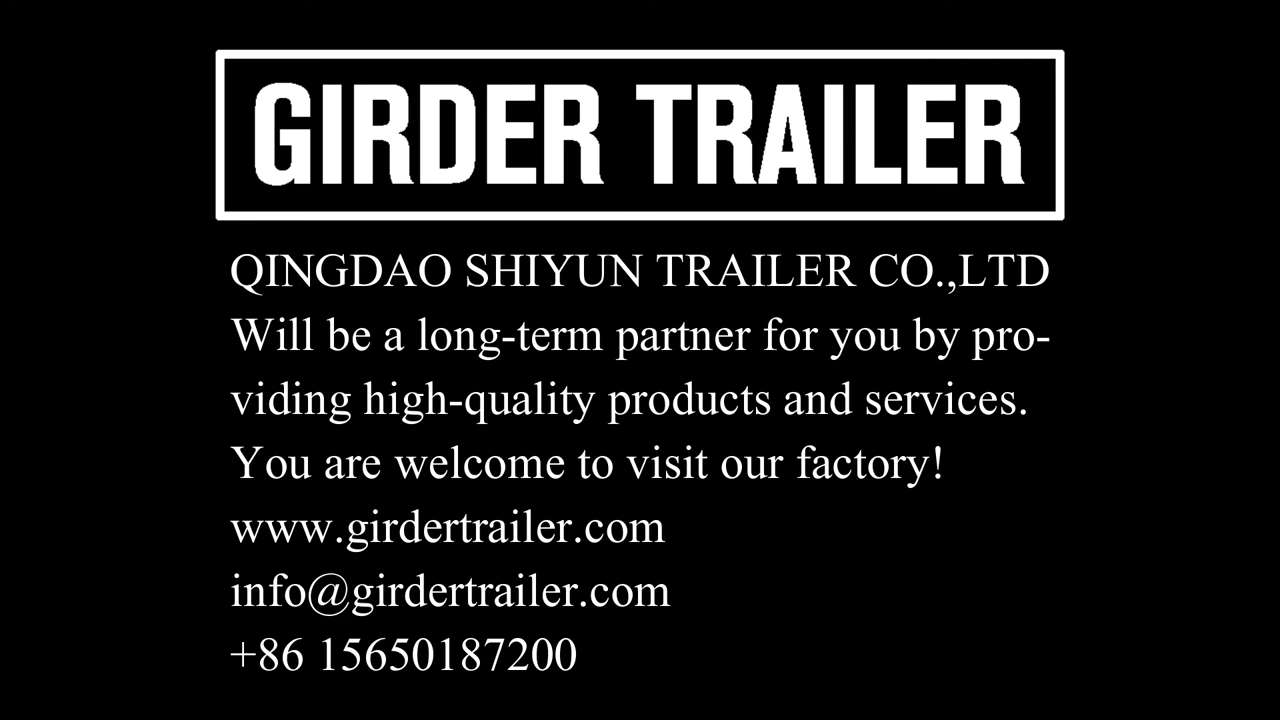 GIRDER TRAILER
QINGDAO SHIYUN TRAILER CO.,LTD
Will be a long-term partner for you by pro-
viding high-quality products and services.
You are welcome to visit our factory!
www.girdertrailer.com
info@girdertrailer.com
+86 15650187200